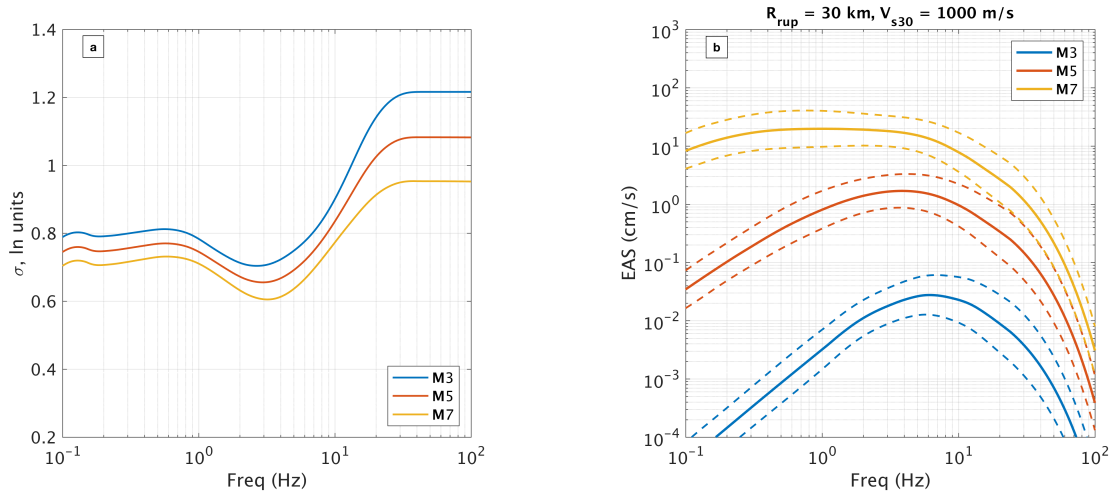 1.4
1.2
1
0.8
0.6
0.4
0.2
σ, ln units
a
M3
M5
M7
10^-1
10^0
10^1
10^2
Freq (Hz)
R_rup = 30 km, V_s30 = 1000 m/s
10^3
10^2
10^1
10^0
10^-1
10^-2
10^-3
10^-4
EAS (cm/s)
b
M3
M5
M7
10^-1
10^0
10^1
10^2
Freq (Hz)